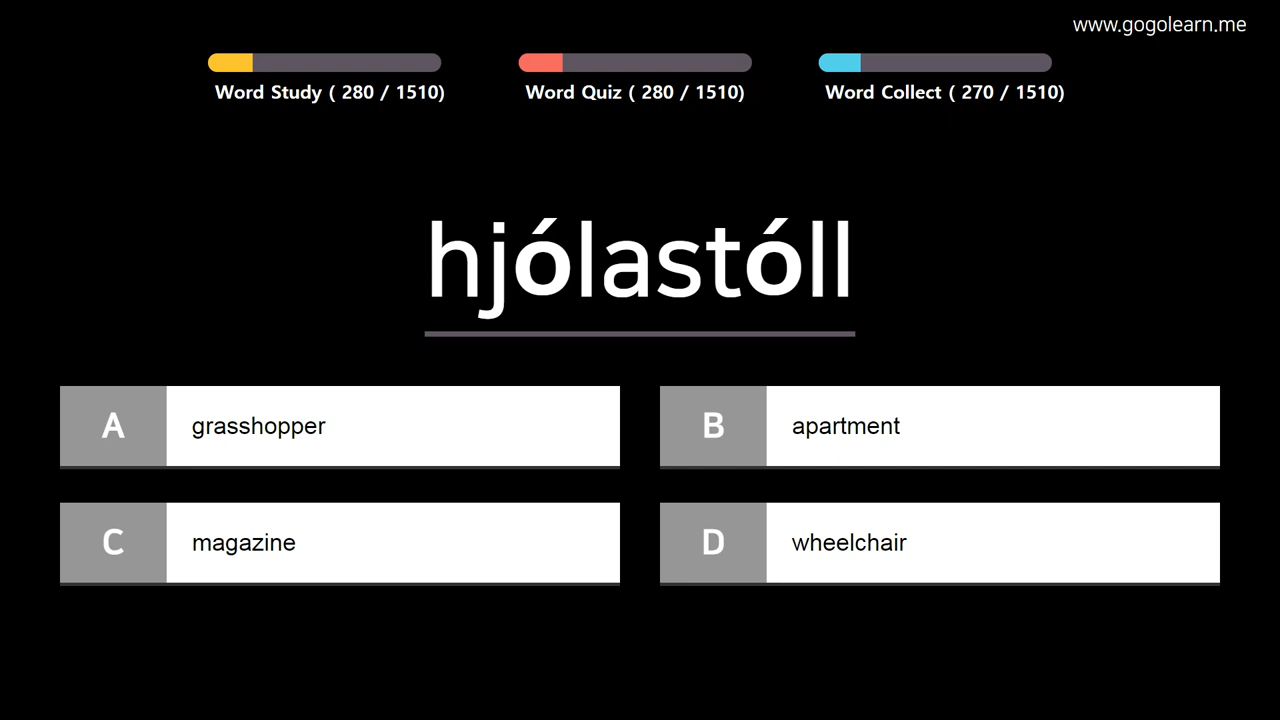 www.gogolearn.me
Word Study ( 280 / 1510)
Word Quiz ( 280 / 1510)
Word Collect ( 270 / 1510)
hjólastóll
A grasshopper
B apartment
C magazine
D wheelchair